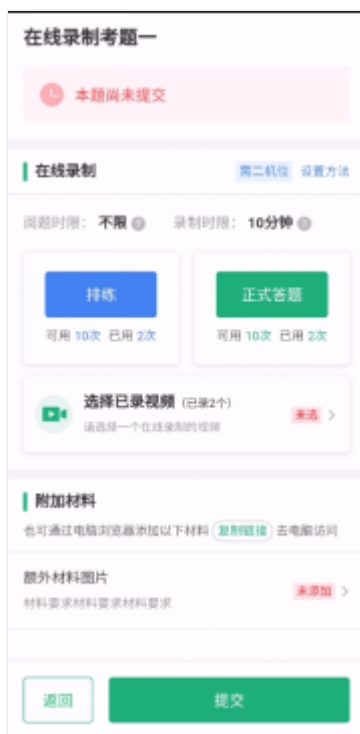 在线录制考题一
本题尚未提交
在线录制
需二机位 设置方法
阅题时限： 不限 录制时限： 10分钟
排练 正式答题
可用 10次 已用 2次 可用 10次 已用 2次
选择已录视频 (已录2个)
请选择一个在线录制的视频
未选
附加材料
也可通过电脑浏览器添加以下材料 复制链接 去电脑访问
额外材料图片
未添加
材料要求材料要求材料要求
返回 提交